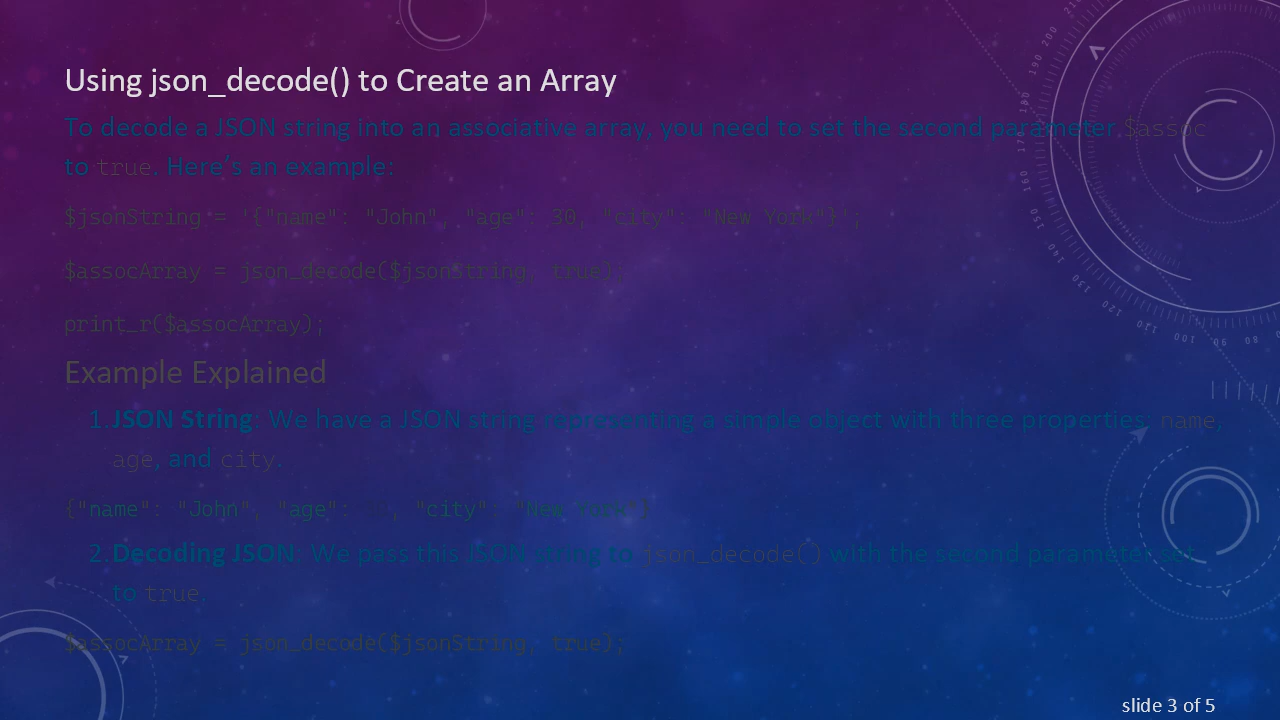 Using json_decode() to Create an Array
To decode a JSON string into an associative array, you need to set the second parameter $assoc
to true. Here's an example:
$jsonString = '{"name": "John", "age": 30, "city": "New York"}';
$assocArray = json_decode($jsonString, true);
print_r($assocArray);
Example Explained
1. JSON String: We have a JSON string representing a simple object with three properties: name,
age, and city.
{"name": "John", "age": 30, "city": "New York"}
2. Decoding JSON: We pass this JSON string to json_decode() with the second parameter set
to true.
$assocArray = json_decode($jsonString, true);
slide 3 of 5